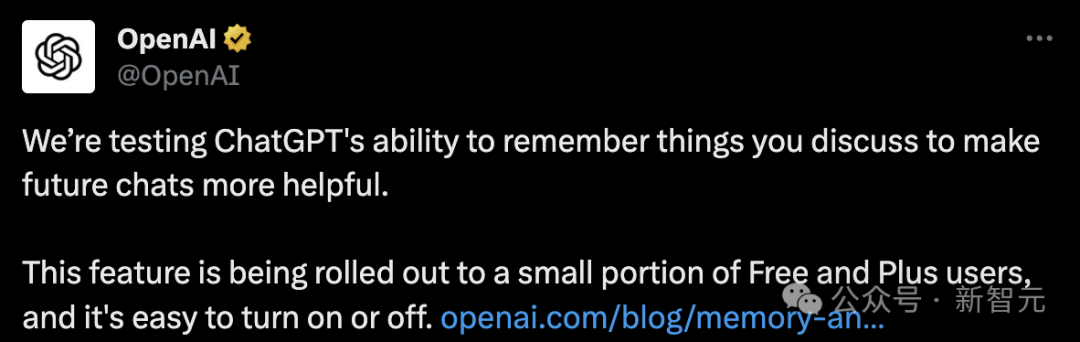 OpenAI
@OpenAI
We’re testing ChatGPT's ability to remember things you discuss to make
future chats more helpful.
This feature is being rolled out to a small portion of Free and Plus users,
and it's easy to turn on or off. openai.com/blog/memory-an...
公众号 · 新智元